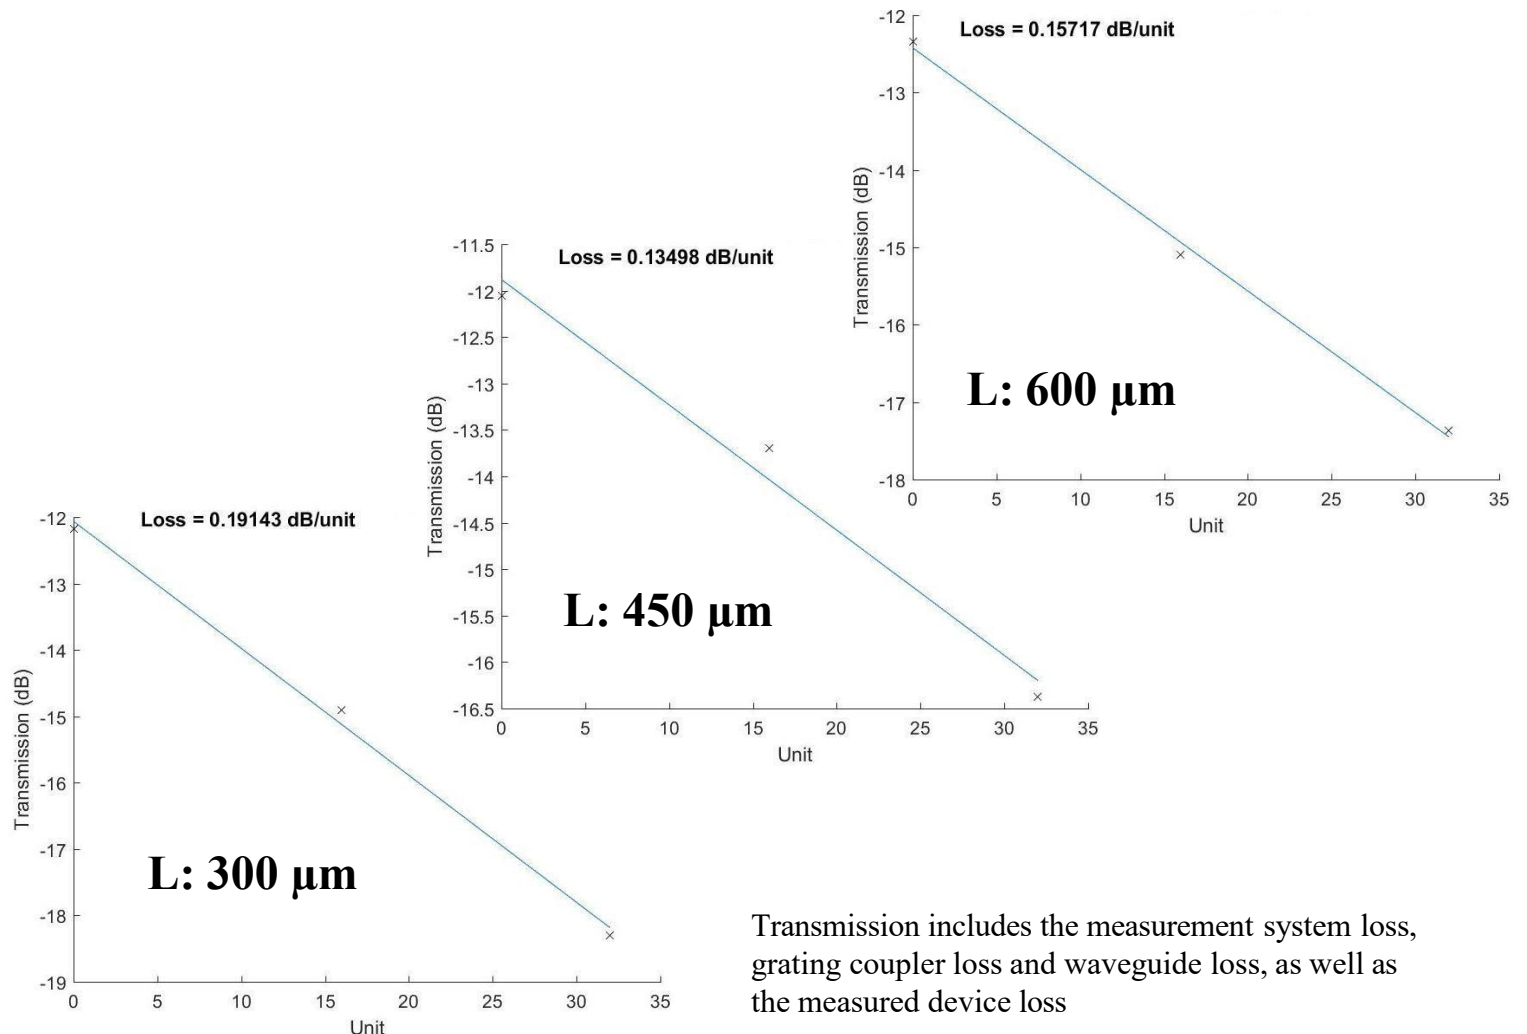 Loss = 0.15717 dB/unit
Transmission (dB)
-12
-13
-14
-15
-16
-17
-18
L: 600 μm
0 5 10 15 20 25 30 35
Unit
Loss = 0.13498 dB/unit
Transmission (dB)
-11.5
-12
-12.5
-13
-13.5
-14
-14.5
-15
-15.5
-16
-16.5
L: 450 μm
0 5 10 15 20 25 30 35
Unit
Loss = 0.19143 dB/unit
Transmission (dB)
-12
-13
-14
-15
-16
-17
-18
-19
L: 300 μm
0 5 10 15 20 25 30 35
Unit
Transmission includes the measurement system loss,
grating coupler loss and waveguide loss, as well as
the measured device loss